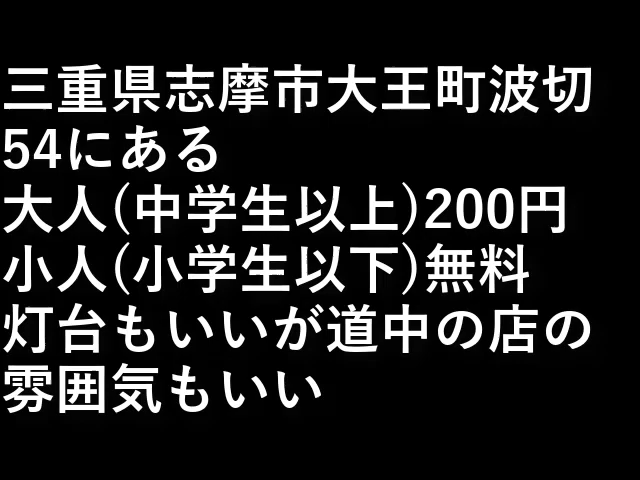 三重県志摩市大王町波切
54にある
大人(中学生以上)200円
小人(小学生以下)無料
灯台もいいが道中の店の
雰囲気もいい